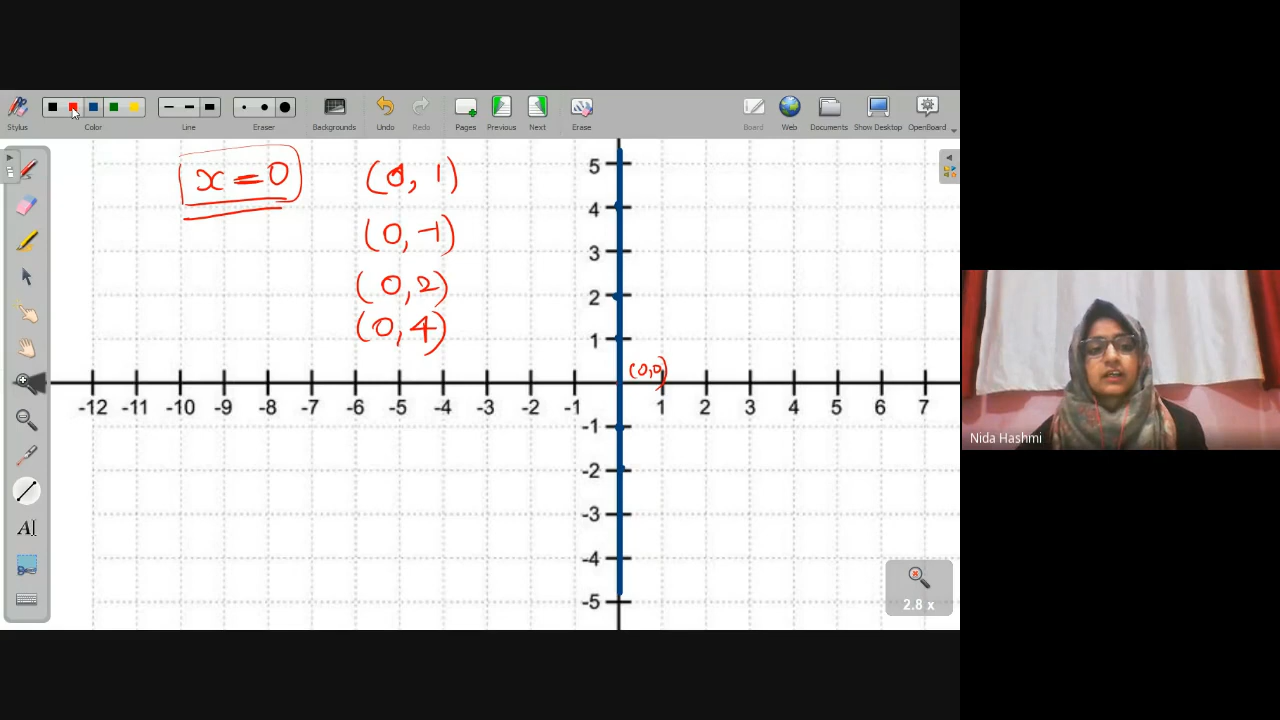 Stylus Color Line Eraser Backgrounds Undo Redo Pages Previous Next Erase Board Web Documents Show Desktop OpenBoard
x = 0 (0, 1)
(0, -1)
(0, 2)
(0, 4)
5
4
3
2
1
(0,0)
-12 -11 -10 -9 -8 -7 -6 -5 -4 -3 -2 -1 1 2 3 4 5 6 7
-1
-2
-3
-4
-5
A
2.8 x
Nida Hashmi